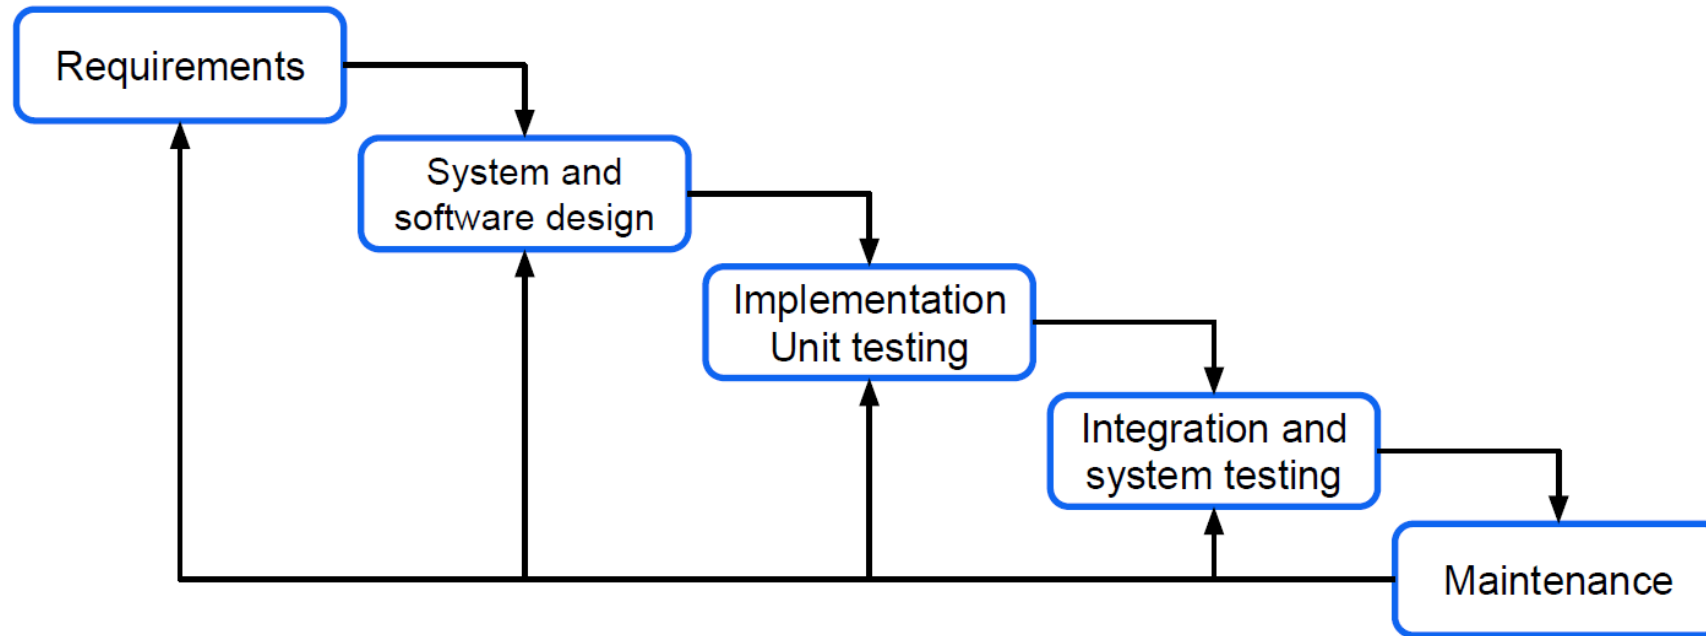 Requirements
System and
software design
Implementation
Unit testing
Integration and
system testing
Maintenance